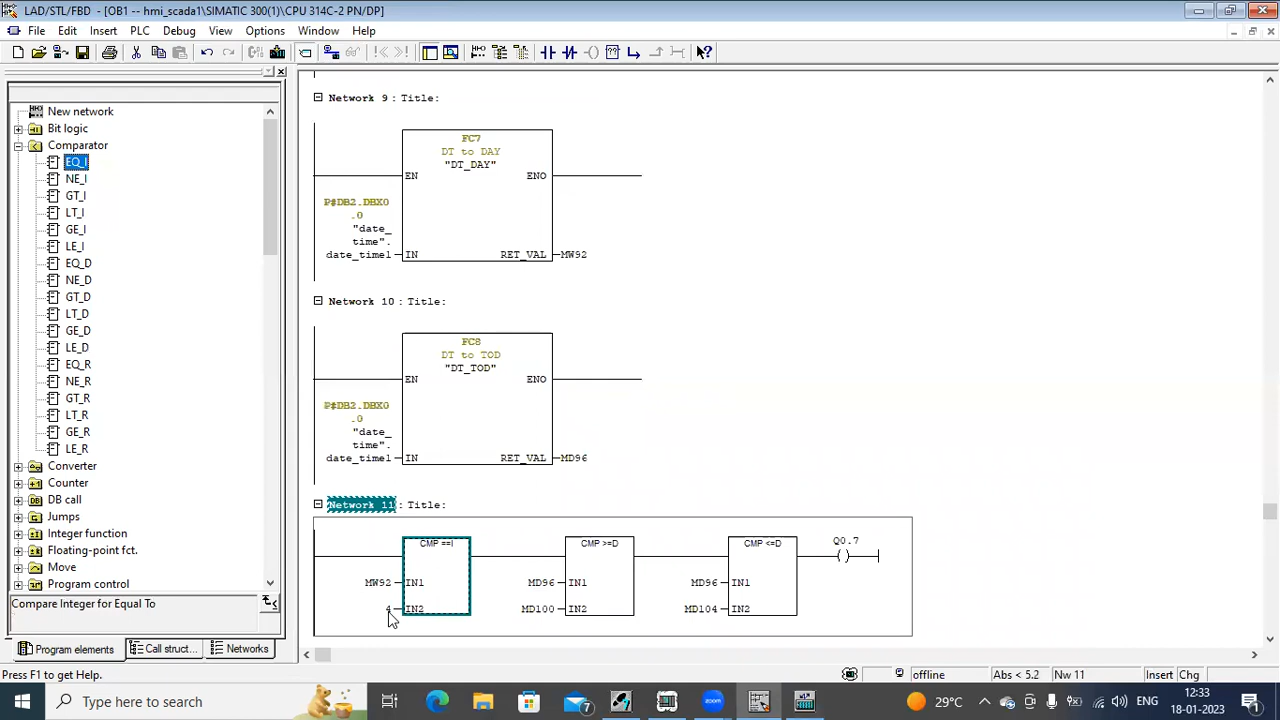 LAD/STL/FBD - [OB1 -- hmi_scada1\SIMATIC 300(1)\CPU 314C-2 PN/DP]
File Edit Insert PLC Debug View Options Window Help
New network
Bit logic
Comparator
EQ_I
NE_I
GT_I
LT_I
GE_I
LE_I
EQ_D
NE_D
GT_D
LT_D
GE_D
LE_D
EQ_R
NE_R
GT_R
LT_R
GE_R
LE_R
Converter
Counter
DB call
Jumps
Integer function
Floating-point fct.
Move
Program control
Compare Integer for Equal To
Program elements Call struct... Networks
Network 9 : Title:
FC7
DT to DAY
"DT_DAY"
EN ENO
P#DB2.DBX0
.0
"date_
time".
date_time1 IN RET_VAL MW92
Network 10 : Title:
FC8
DT to TOD
"DT_TOD"
EN ENO
P#DB2.DBX0
.0
"date_
time".
date_time1 IN RET_VAL MD96
Network 11 : Title:
CMP ==I CMP >=D CMP <=D Q0.7
MW92 IN1 MD96 IN1 MD96 IN1
4 IN2 MD100 IN2 MD104 IN2
Press F1 to get Help. offline Abs < 5.2 Nw 11 Insert Chg
Type here to search 7 zoom 29°C ENG 12:33
18-01-2023 1